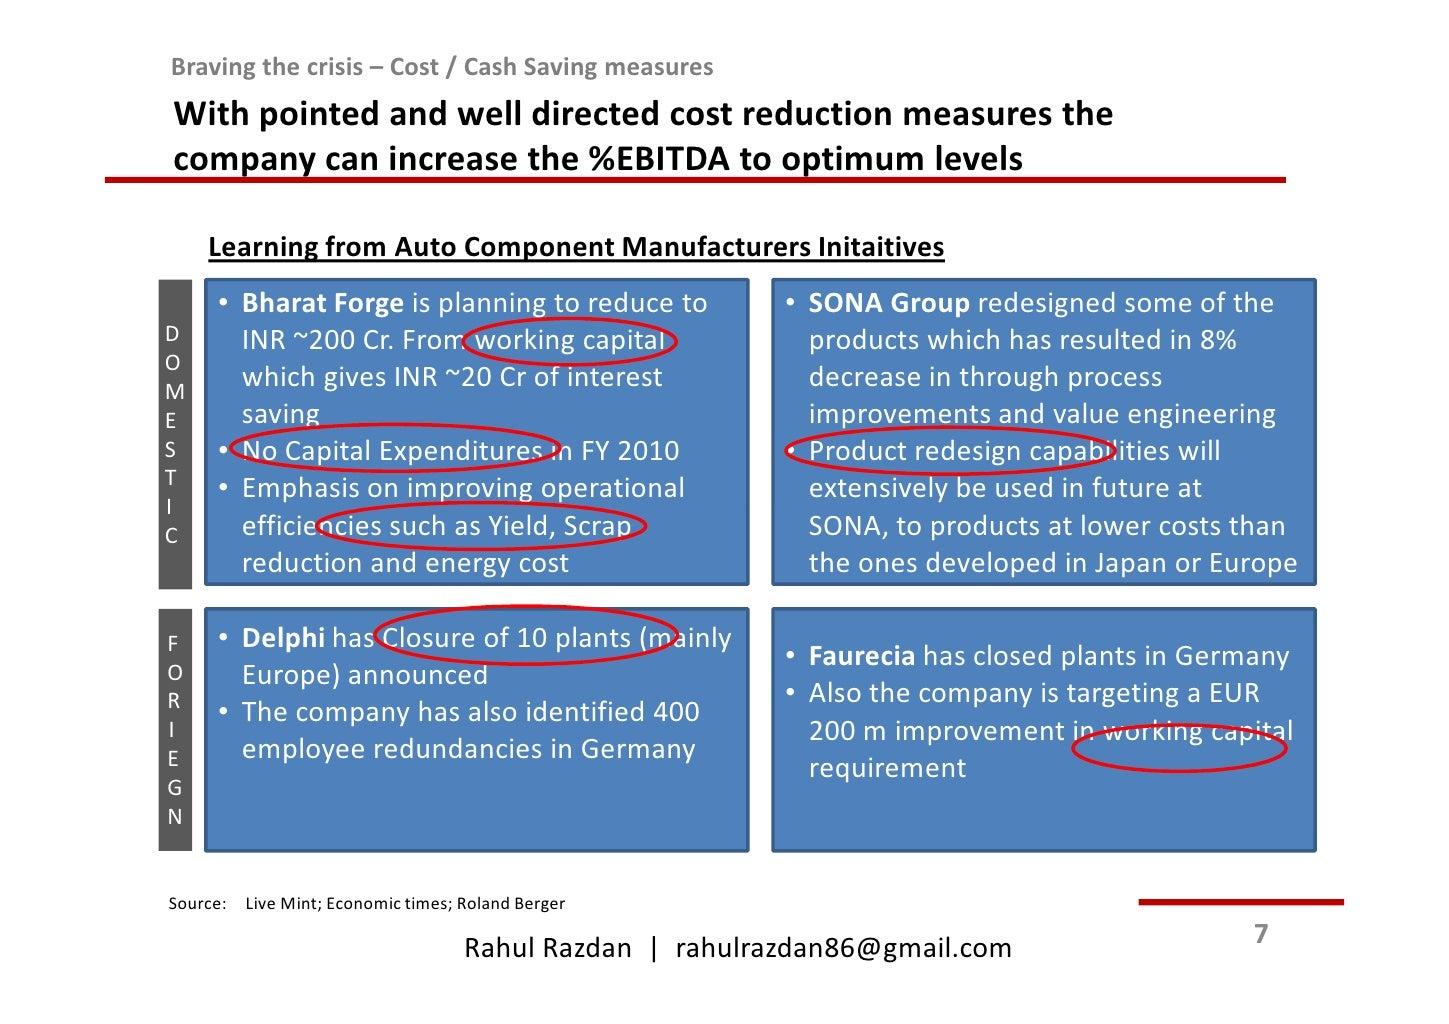 Braving the crisis – Cost / Cash Saving measures
With pointed and well directed cost reduction measures the
company can increase the %EBITDA to optimum levels
Learning from Auto Component Manufacturers Initaitives
DOMESTIC
• Bharat Forge is planning to reduce to
INR ~200 Cr. From working capital
which gives INR ~20 Cr of interest
saving
• No Capital Expenditures in FY 2010
• Emphasis on improving operational
efficiencies such as Yield, Scrap
reduction and energy cost
• SONA Group redesigned some of the
products which has resulted in 8%
decrease in through process
improvements and value engineering
• Product redesign capabilities will
extensively be used in future at
SONA, to products at lower costs than
the ones developed in Japan or Europe
FORIEGN
• Delphi has Closure of 10 plants (mainly
Europe) announced
• The company has also identified 400
employee redundancies in Germany
• Faurecia has closed plants in Germany
• Also the company is targeting a EUR
200 m improvement in working capital
requirement
Source: Live Mint; Economic times; Roland Berger
7
Rahul Razdan | rahulrazdan86@gmail.com